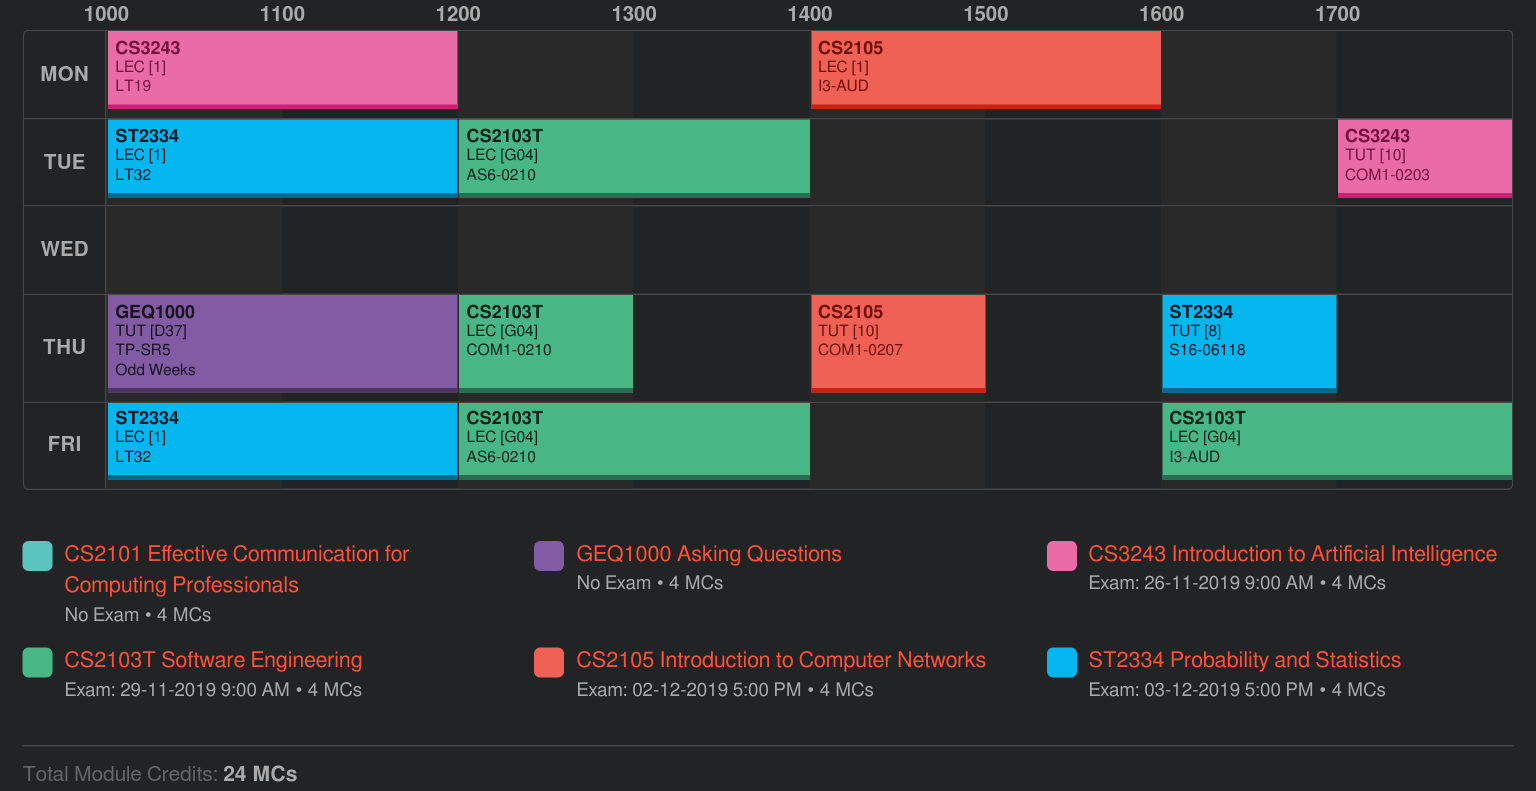 1000 1100 1200 1300 1400 1500 1600 1700
MON
CS3243
LEC [1]
LT19
CS2105
LEC [1]
I3-AUD
TUE
ST2334
LEC [1]
LT32
CS2103T
LEC [G04]
AS6-0210
CS3243
TUT [10]
COM1-0203
WED
THU
GEQ1000
TUT [D37]
TP-SR5
Odd Weeks
CS2103T
LEC [G04]
COM1-0210
CS2105
TUT [10]
COM1-0207
ST2334
TUT [8]
S16-06118
FRI
ST2334
LEC [1]
LT32
CS2103T
LEC [G04]
AS6-0210
CS2103T
LEC [G04]
I3-AUD
CS2101 Effective Communication for
Computing Professionals
No Exam • 4 MCs
GEQ1000 Asking Questions
No Exam • 4 MCs
CS3243 Introduction to Artificial Intelligence
Exam: 26-11-2019 9:00 AM • 4 MCs
CS2103T Software Engineering
Exam: 29-11-2019 9:00 AM • 4 MCs
CS2105 Introduction to Computer Networks
Exam: 02-12-2019 5:00 PM • 4 MCs
ST2334 Probability and Statistics
Exam: 03-12-2019 5:00 PM • 4 MCs
Total Module Credits: 24 MCs